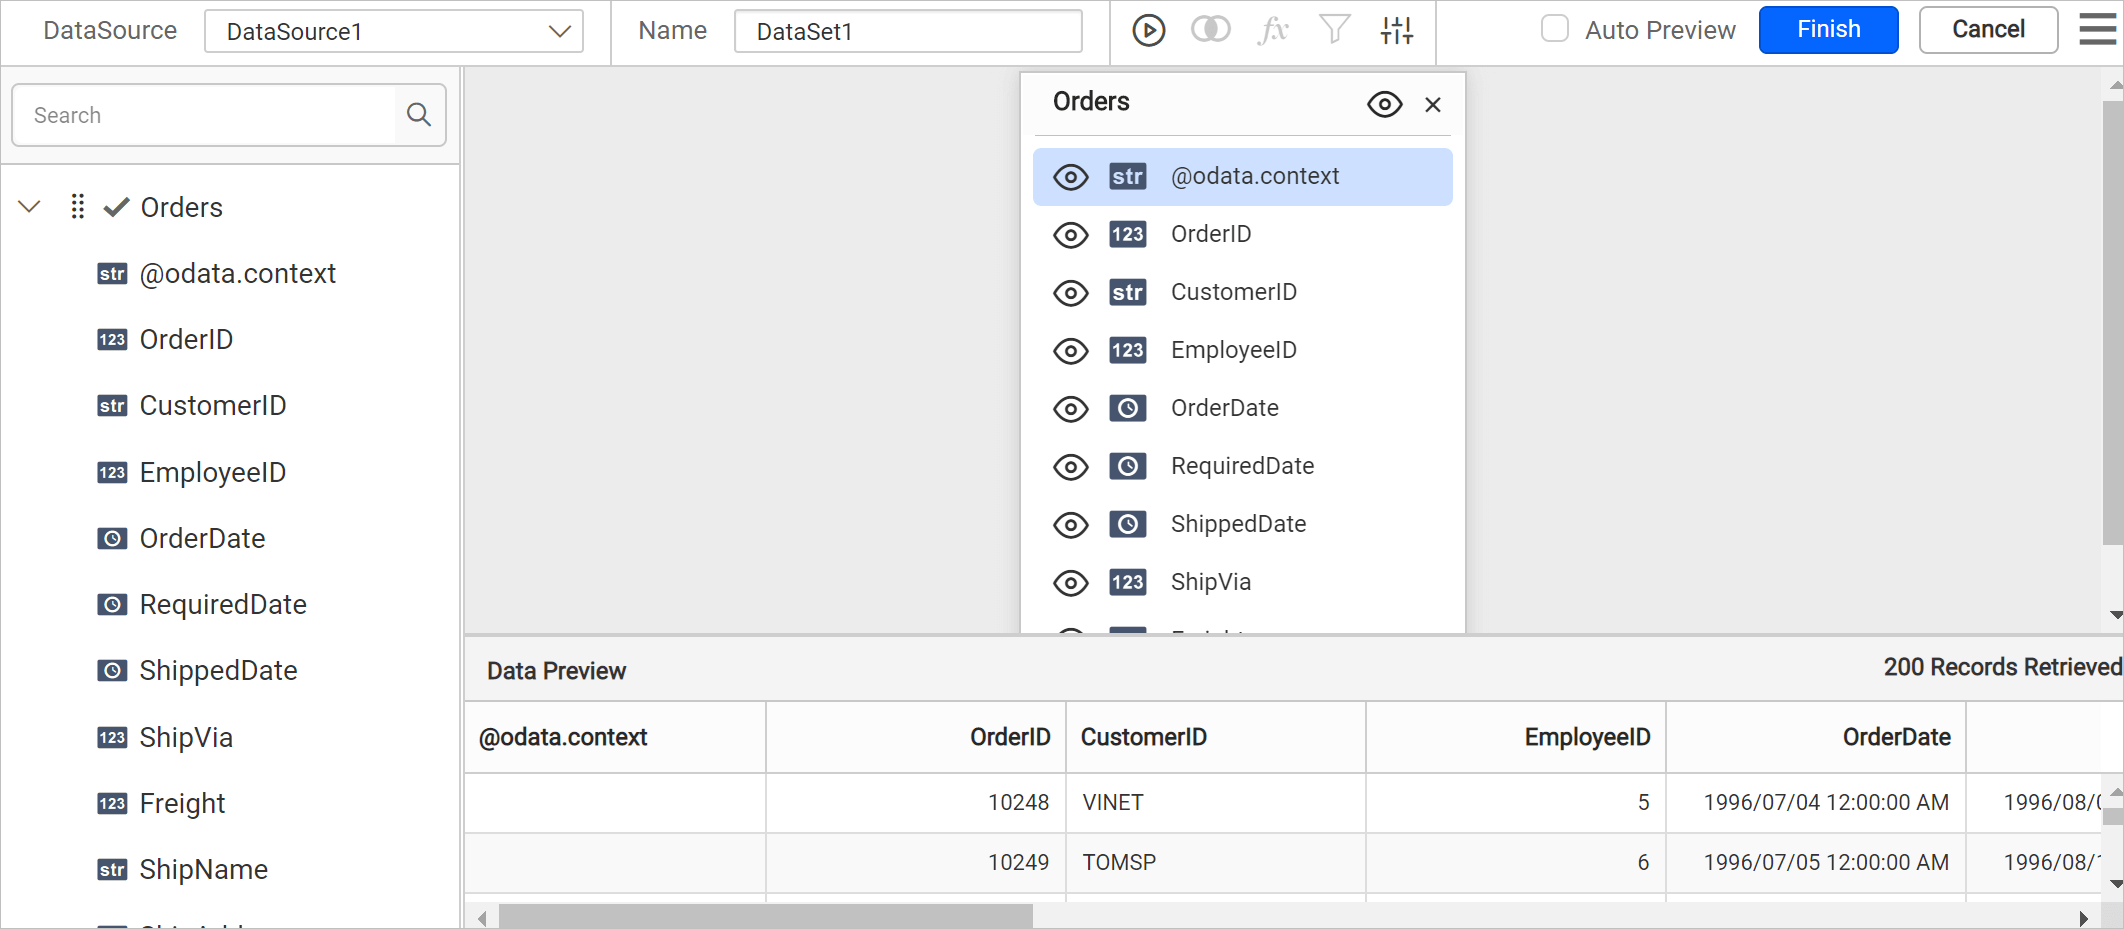 DataSource DataSource1 Name DataSet1 fx Auto Preview Finish Cancel
Search
Orders
str @odata.context
123 OrderID
str CustomerID
123 EmployeeID
OrderDate
RequiredDate
ShippedDate
123 ShipVia
123 Freight
str ShipName
Orders
str @odata.context
123 OrderID
str CustomerID
123 EmployeeID
OrderDate
RequiredDate
ShippedDate
123 ShipVia
Data Preview 200 Records Retrieved
@odata.context OrderID CustomerID EmployeeID OrderDate
10248 VINET 5 1996/07/04 12:00:00 AM 1996/08/
10249 TOMSP 6 1996/07/05 12:00:00 AM 1996/08/